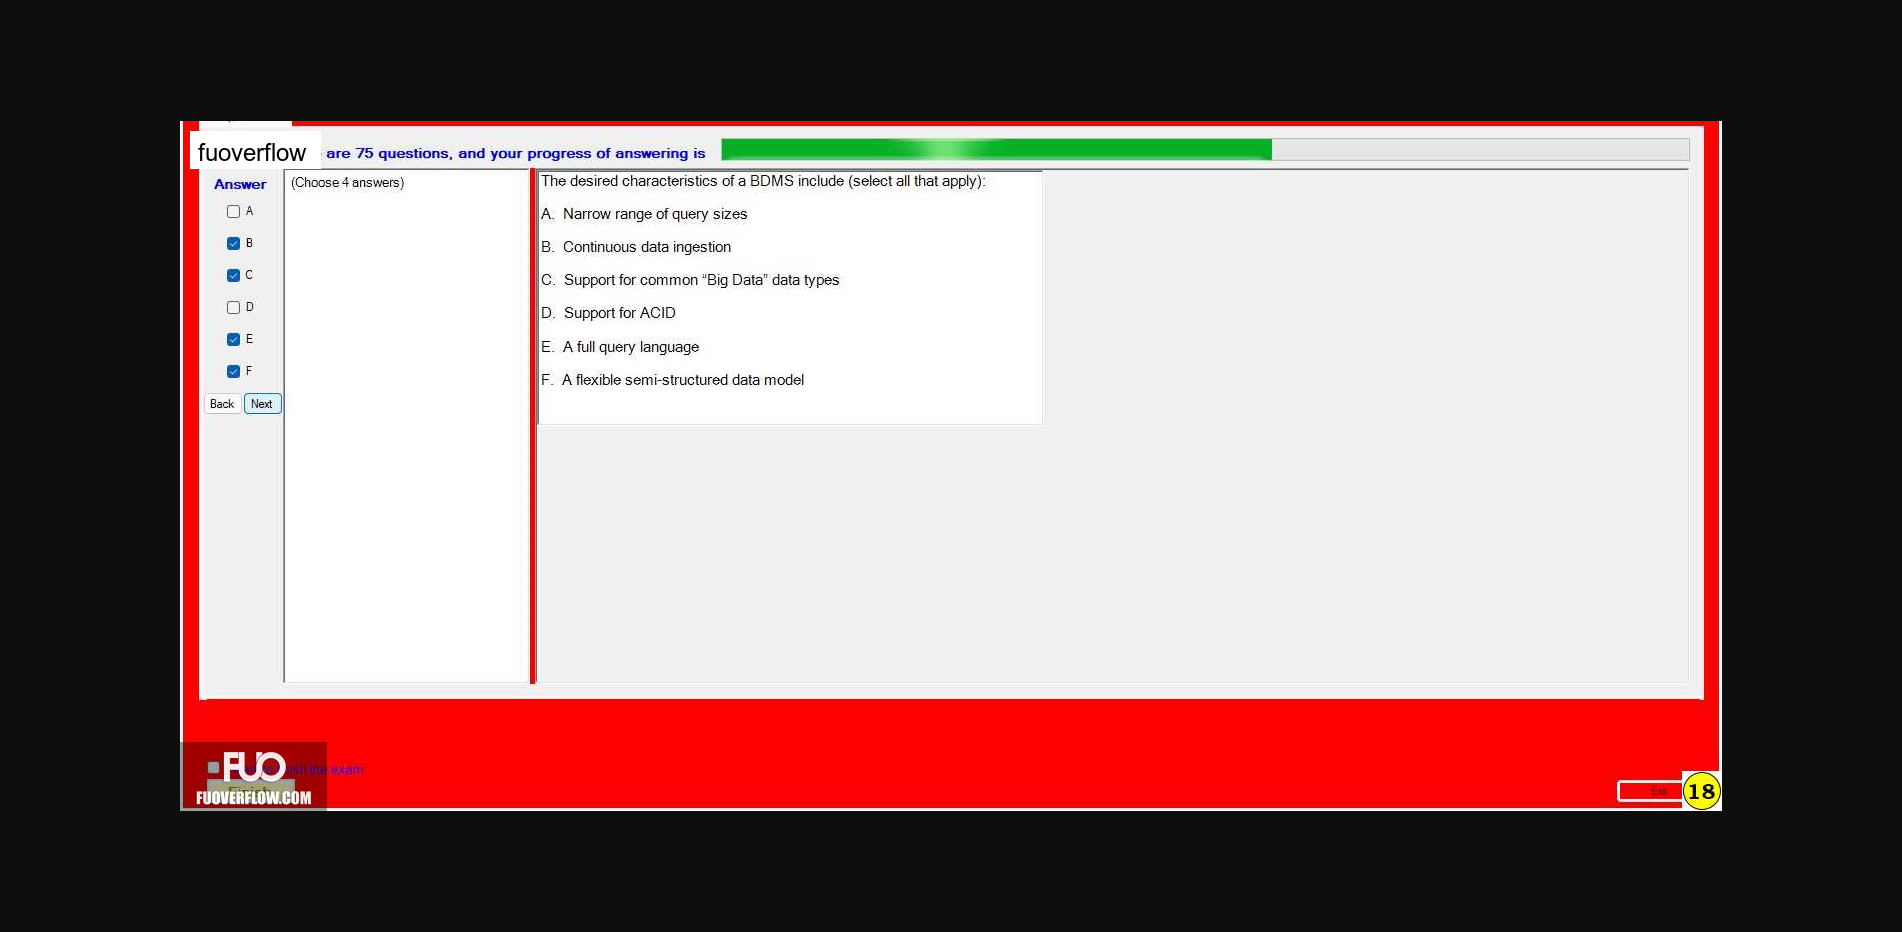 fuoverflow are 75 questions, and your progress of answering is
Answer
A
B
C
D
E
F
Back Next
(Choose 4 answers)
The desired characteristics of a BDMS include (select all that apply):
A. Narrow range of query sizes
B. Continuous data ingestion
C. Support for common “Big Data” data types
D. Support for ACID
E. A full query language
F. A flexible semi-structured data model
FUO
the exam
FUOVERFLOW.COM
Exit
18